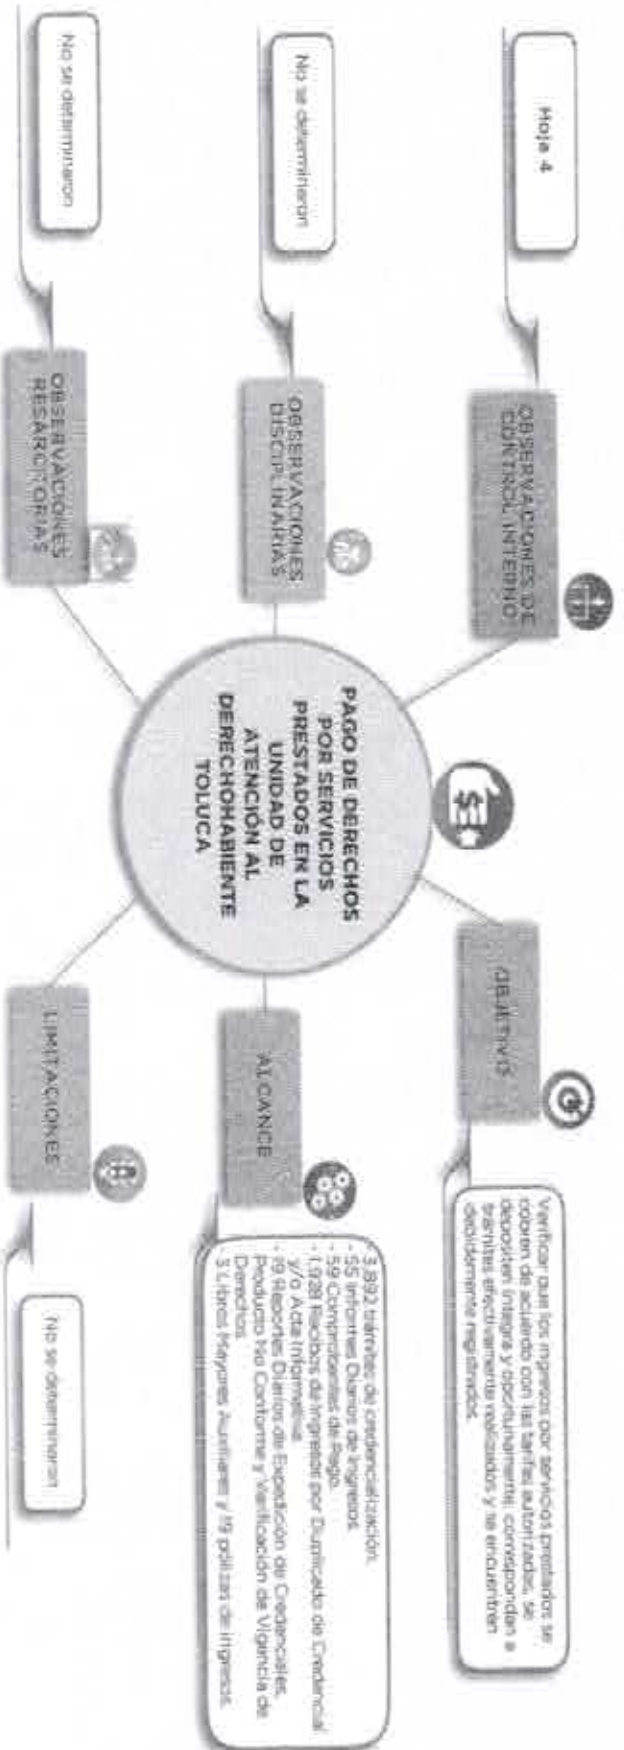 PAGO DE DERECHOS
POR SERVICIOS
PRESTADOS EN LA
UNIDAD DE
ATENCIÓN AL
DERECHOHABIENTE
TOLUCA
OBJETIVO
Verificar que los ingresos por servicios prestados se
cobren de acuerdo con las tarifas autorizadas, se
depositen íntegra y oportunamente; correspondan a
trámites efectivamente realizados y se encuentren
debidamente registrados.
ALCANCE
- 3,892 trámites de credencialización.
- 55 Informes Diarios de Ingresos.
- 59 Comprobantes de Pago.
- 1,928 Recibos de Ingresos por Duplicado de Credencial
y/o Acta Informativa.
- 19 Reportes Diarios de Expedición de Credenciales,
Producto No Conforme y Verificación de Vigencia de
Derechos.
- 3 Libros Mayores Auxiliares y 19 pólizas de ingresos.
LIMITACIONES
No se determinaron
OBSERVACIONES DE
CONTROL INTERNO
Hoja 4
OBSERVACIONES
DISCIPLINARIAS
No se determinaron
OBSERVACIONES
RESARCITORIAS
No se determinaron